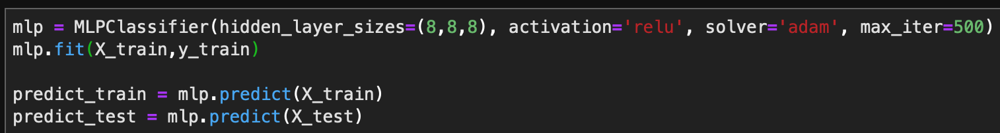 mlp = MLPClassifier(hidden_layer_sizes=(8,8,8), activation='relu', solver='adam', max_iter=500)
mlp.fit(X_train,y_train)
predict_train = mlp.predict(X_train)
predict_test = mlp.predict(X_test)